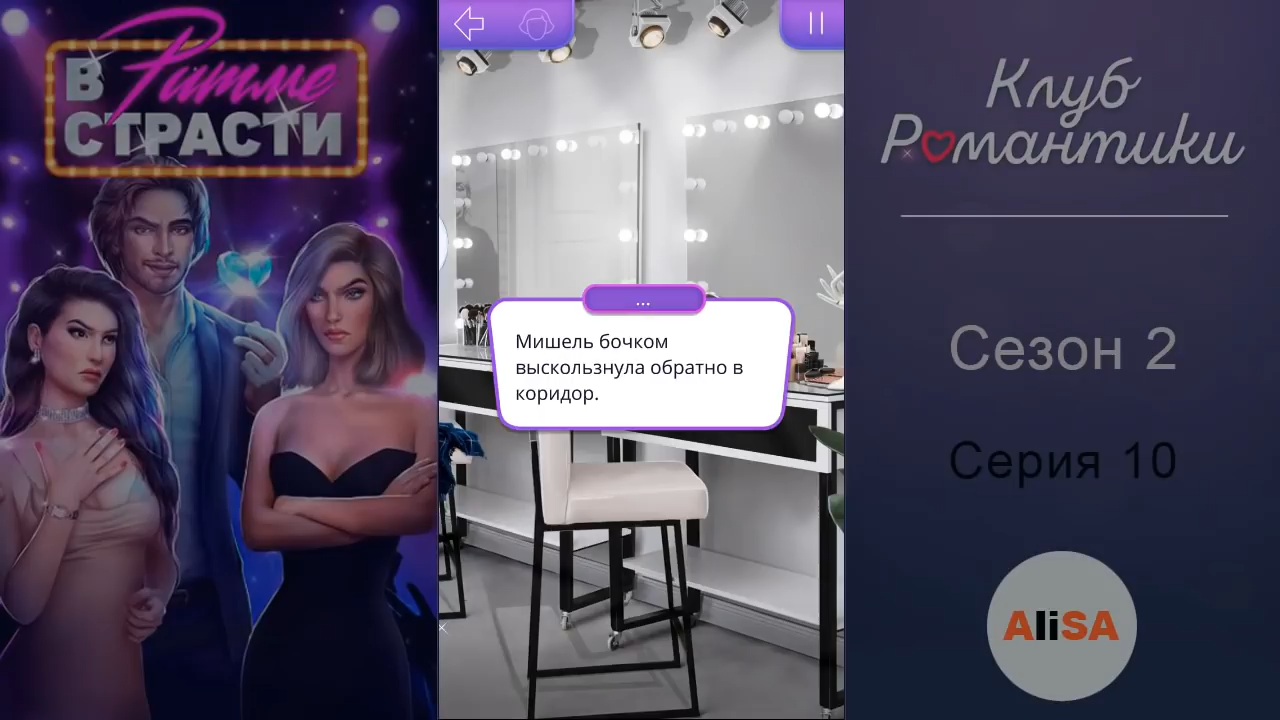 В Ритме
СТРАСТИ
...
Мишель бочком
выскользнула обратно в
коридор.
Клуб
Романтики
Сезон 2
Серия 10
AliSA